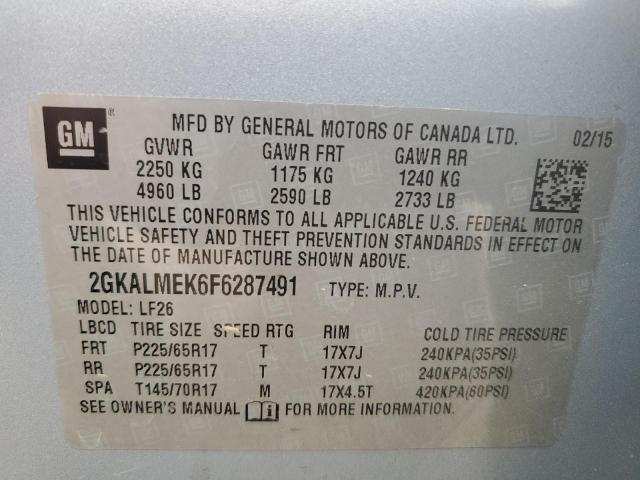 GM ®
MFD BY GENERAL MOTORS OF CANADA LTD. 02/15
GVWR GAWR FRT GAWR RR
2250 KG 1175 KG 1240 KG
4960 LB 2590 LB 2733 LB
THIS VEHICLE CONFORMS TO ALL APPLICABLE U.S. FEDERAL MOTOR
VEHICLE SAFETY AND THEFT PREVENTION STANDARDS IN EFFECT ON
THE DATE OF MANUFACTURE SHOWN ABOVE.
2GKALMEK6F6287491 TYPE: M.P.V.
MODEL: LF26
LBCD TIRE SIZE SPEED RTG RIM COLD TIRE PRESSURE
FRT P225/65R17 T 17X7J 240KPA(35PSI)
RR P225/65R17 T 17X7J 240KPA(35PSI)
SPA T145/70R17 M 17X4.5T 420KPA(60PSI)
SEE OWNER'S MANUAL FOR MORE INFORMATION.